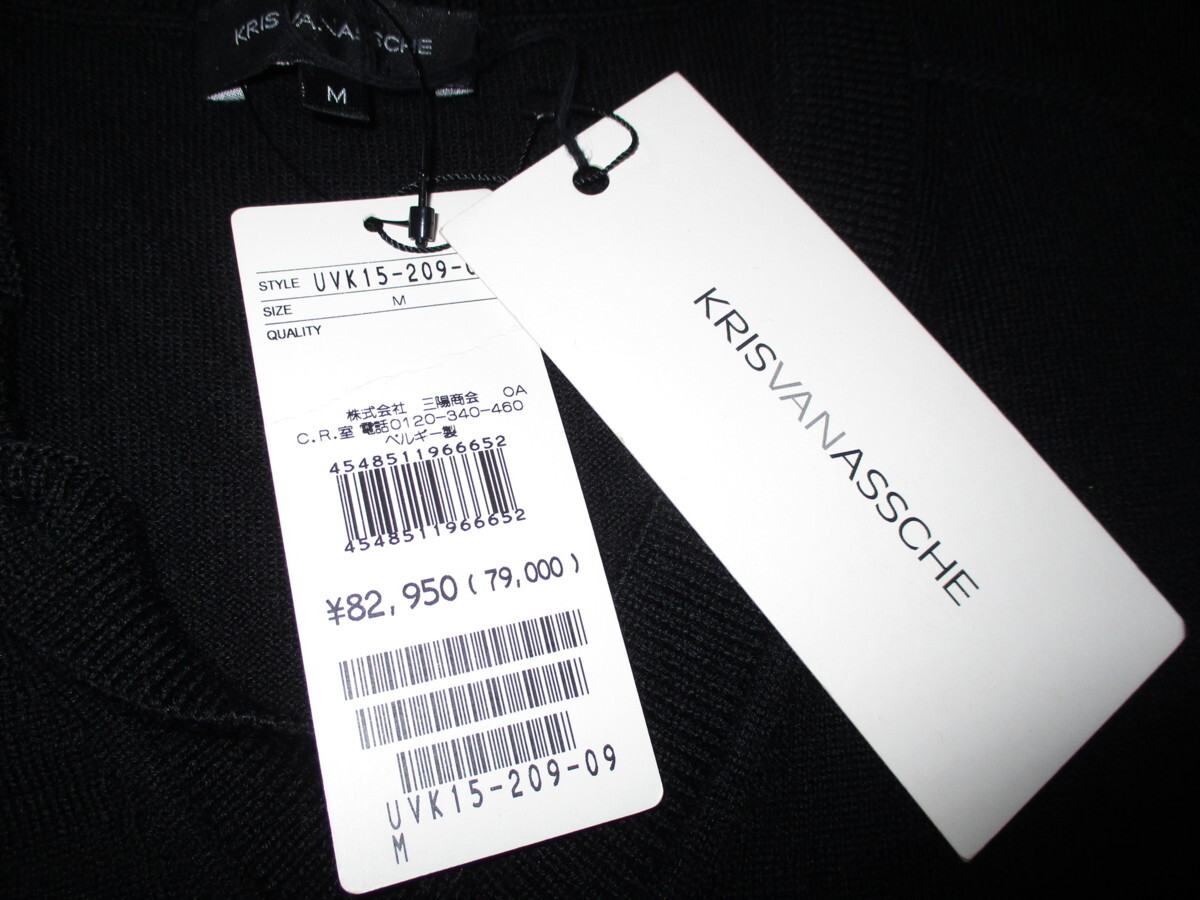 KRISVANASSCHE
M
STYLE UVK15-209-
SIZE M
QUALITY
株式会社 三陽商会 OA
C.R.室 電話0120-340-460
ベルギー製
4548511966652
4548511966652
¥82,950(79,000)
UVK15-209-09
M
KRISVANASSCHE